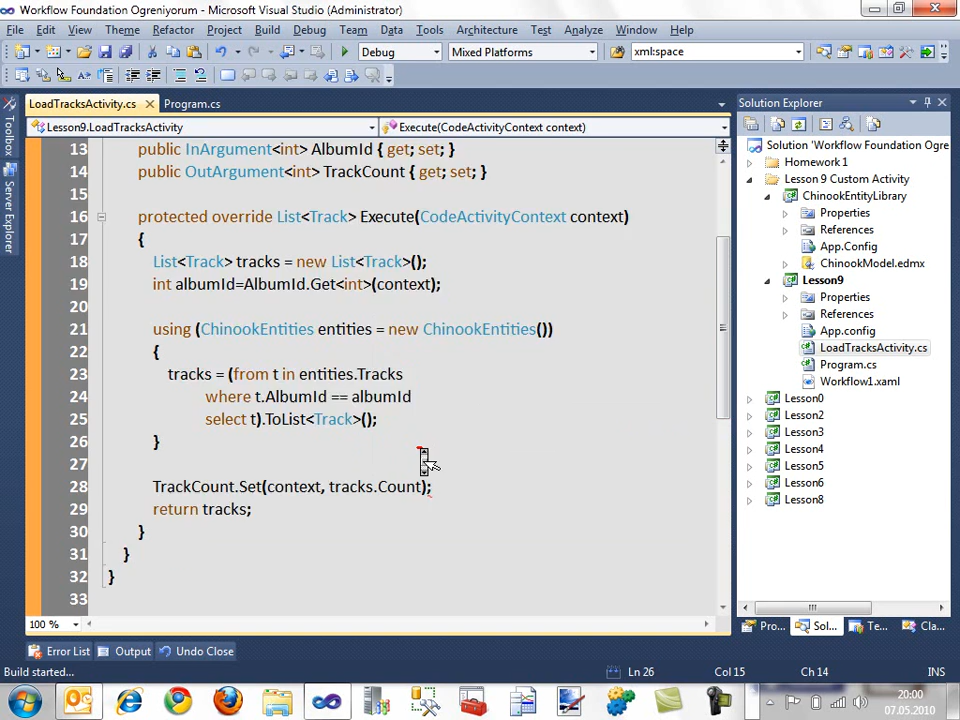 Workflow Foundation Ogreniyorum - Microsoft Visual Studio (Administrator)
File Edit View Theme Refactor Project Build Debug Team Data Tools Architecture Test Analyze Window Help
Debug Mixed Platforms xml:space
LoadTracksActivity.cs Program.cs
Lesson9.LoadTracksActivity Execute(CodeActivityContext context)
13 public InArgument<int> AlbumId { get; set; }
14 public OutArgument<int> TrackCount { get; set; }
15
16 protected override List<Track> Execute(CodeActivityContext context)
17 {
18 List<Track> tracks = new List<Track>();
19 int albumId=AlbumId.Get<int>(context);
20
21 using (ChinookEntities entities = new ChinookEntities())
22 {
23 tracks = (from t in entities.Tracks
24 where t.AlbumId == albumId
25 select t).ToList<Track>();
26 }
27
28 TrackCount.Set(context, tracks.Count);
29 return tracks;
30 }
31 }
32 }
33
100 %
Toolbox
Server Explorer
Solution Explorer
Solution 'Workflow Foundation Ogre
Homework 1
Lesson 9 Custom Activity
ChinookEntityLibrary
Properties
References
App.Config
ChinookModel.edmx
Lesson9
Properties
References
App.config
LoadTracksActivity.cs
Program.cs
Workflow1.xaml
Lesson0
Lesson2
Lesson3
Lesson4
Lesson5
Lesson6
Lesson8
Pro... Sol... Te... Cla...
Error List Output Undo Close
Build started... Ln 26 Col 15 Ch 14 INS
20:00
07.05.2010